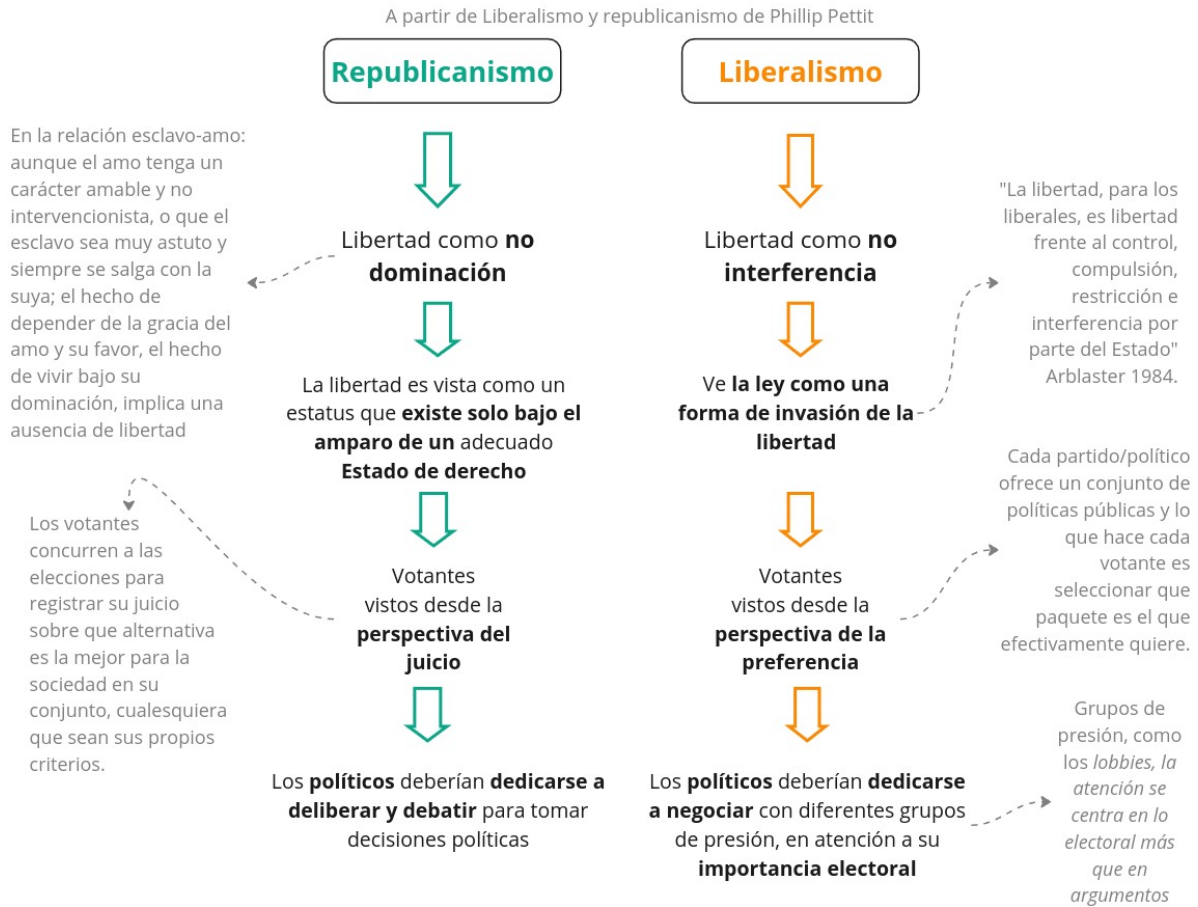 A partir de Liberalismo y republicanismo de Phillip Pettit
Republicanismo
Liberalismo
En la relación esclavo-amo:
aunque el amo tenga un
carácter amable y no
intervencionista, o que el
esclavo sea muy astuto y
siempre se salga con la
suya; el hecho de
depender de la gracia del
amo y su favor, el hecho
de vivir bajo su
dominación, implica una
ausencia de libertad
Libertad como no
dominación
Libertad como no
interferencia
"La libertad, para los
liberales, es libertad
frente al control,
compulsión,
restricción e
interferencia por
parte del Estado"
Arblaster 1984.
La libertad es vista como un
estatus que existe solo bajo el
amparo de un adecuado
Estado de derecho
Ve la ley como una
forma de invasión de la
libertad
Los votantes
concurren a las
elecciones para
registrar su juicio
sobre que alternativa
es la mejor para la
sociedad en su
conjunto, cualesquiera
que sean sus propios
criterios.
Votantes
vistos desde la
perspectiva del
juicio
Votantes
vistos desde la
perspectiva de la
preferencia
Cada partido/político
ofrece un conjunto de
políticas públicas y lo
que hace cada
votante es
seleccionar que
paquete es el que
efectivamente quiere.
Los políticos deberían dedicarse a
deliberar y debatir para tomar
decisiones políticas
Los políticos deberían dedicarse
a negociar con diferentes grupos
de presión, en atención a su
importancia electoral
Grupos de
presión, como
los lobbies, la
atención se
centra en lo
electoral más
que en
argumentos